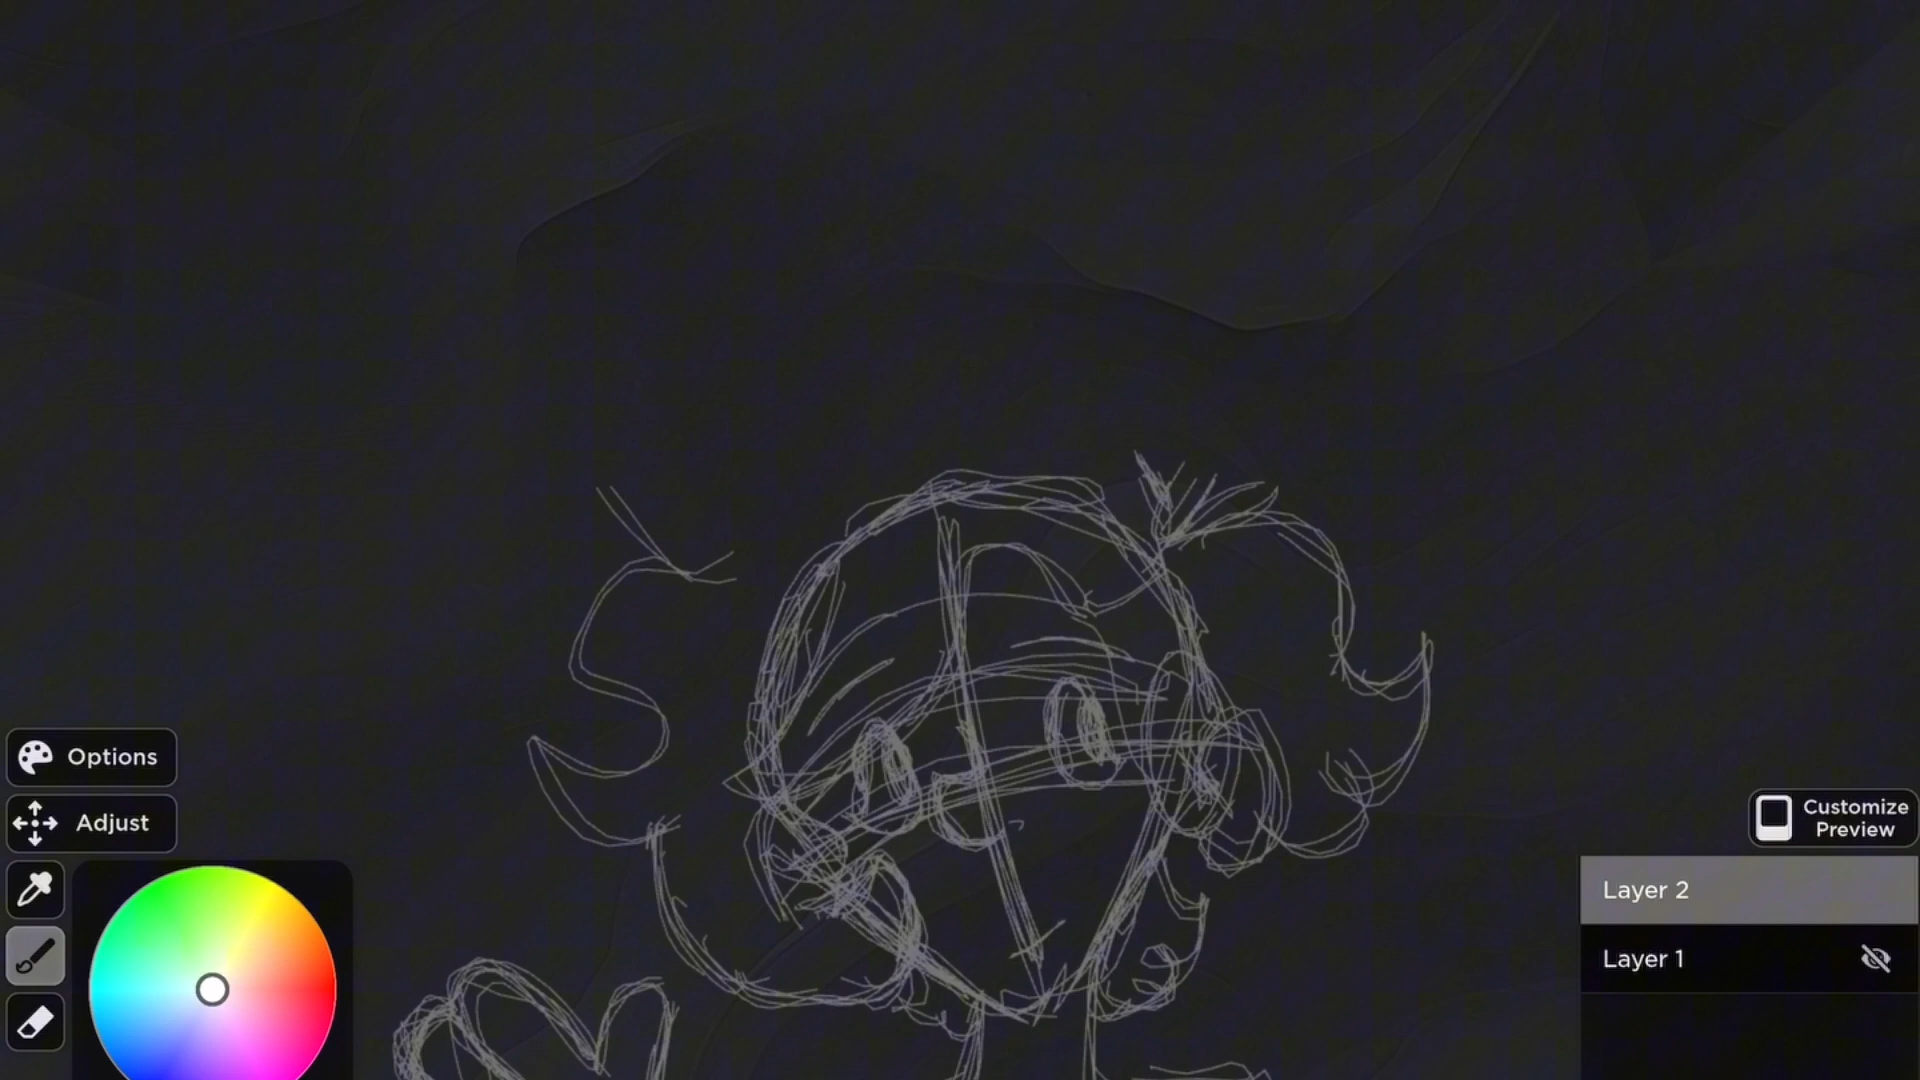 Options
Adjust
Customize
Preview
Layer 2
Layer 1